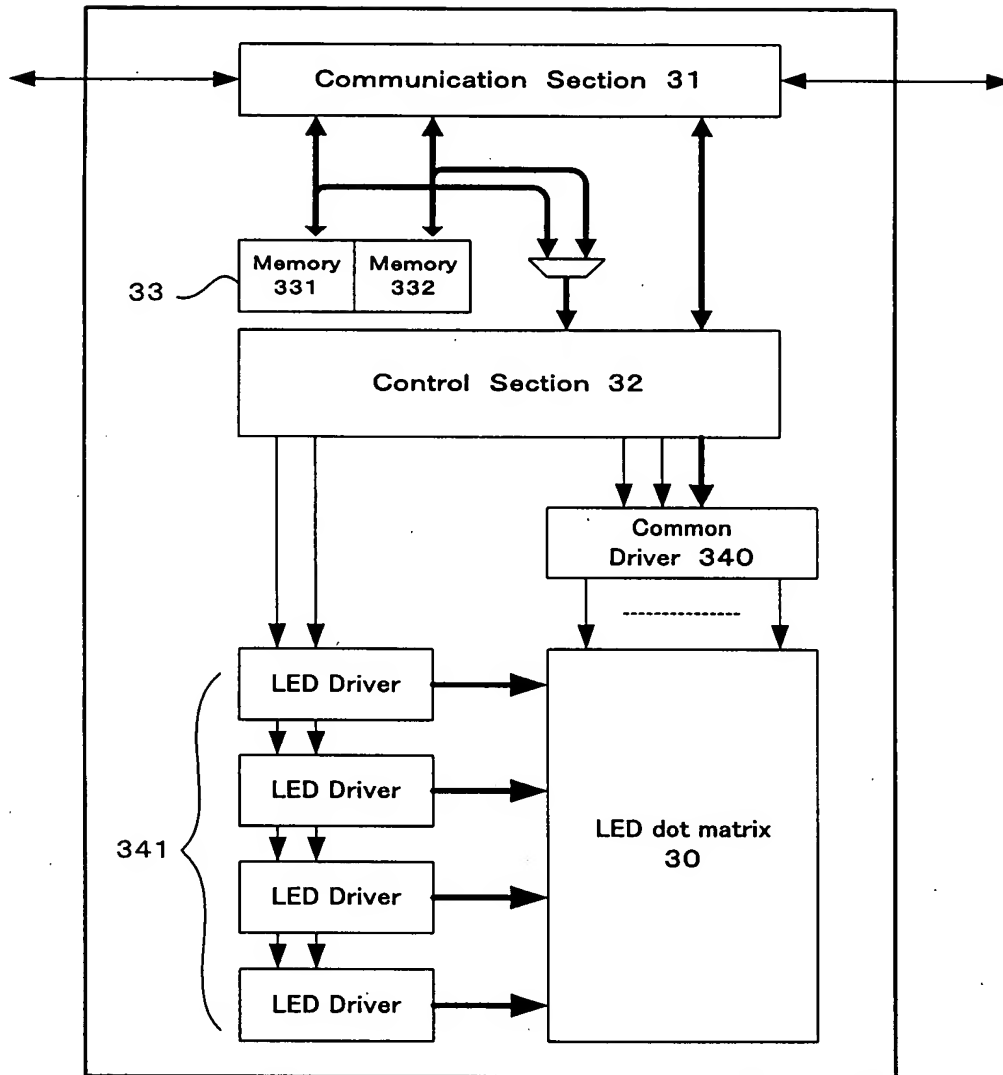 Communication Section 31
Memory
331
Memory
332
33
Control Section 32
Common
Driver 340
LED Driver
LED Driver
LED Driver
LED Driver
341
LED dot matrix
30